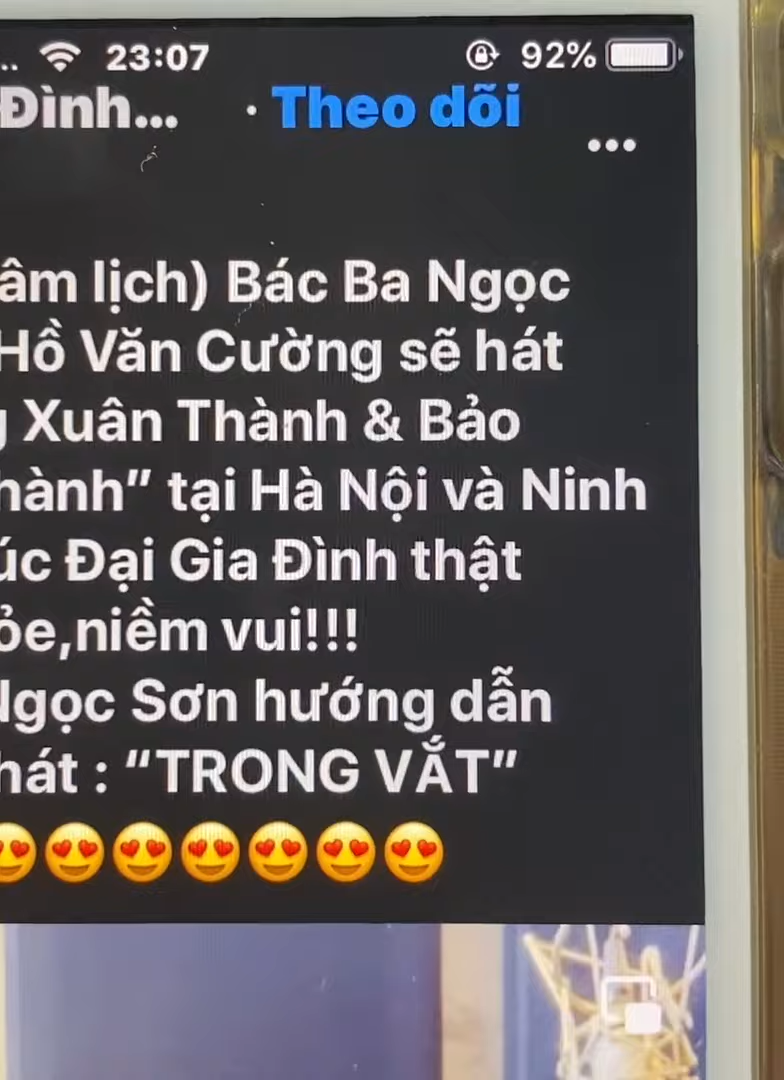 23:07 92%
Đình... · Theo dõi
âm lịch) Bác Ba Ngọc
Hồ Văn Cường sẽ hát
Xuân Thành & Bảo
hành” tại Hà Nội và Ninh
úc Đại Gia Đình thật
ỏe,niềm vui!!!
Ngọc Sơn hướng dẫn
hát : “TRONG VẮT”